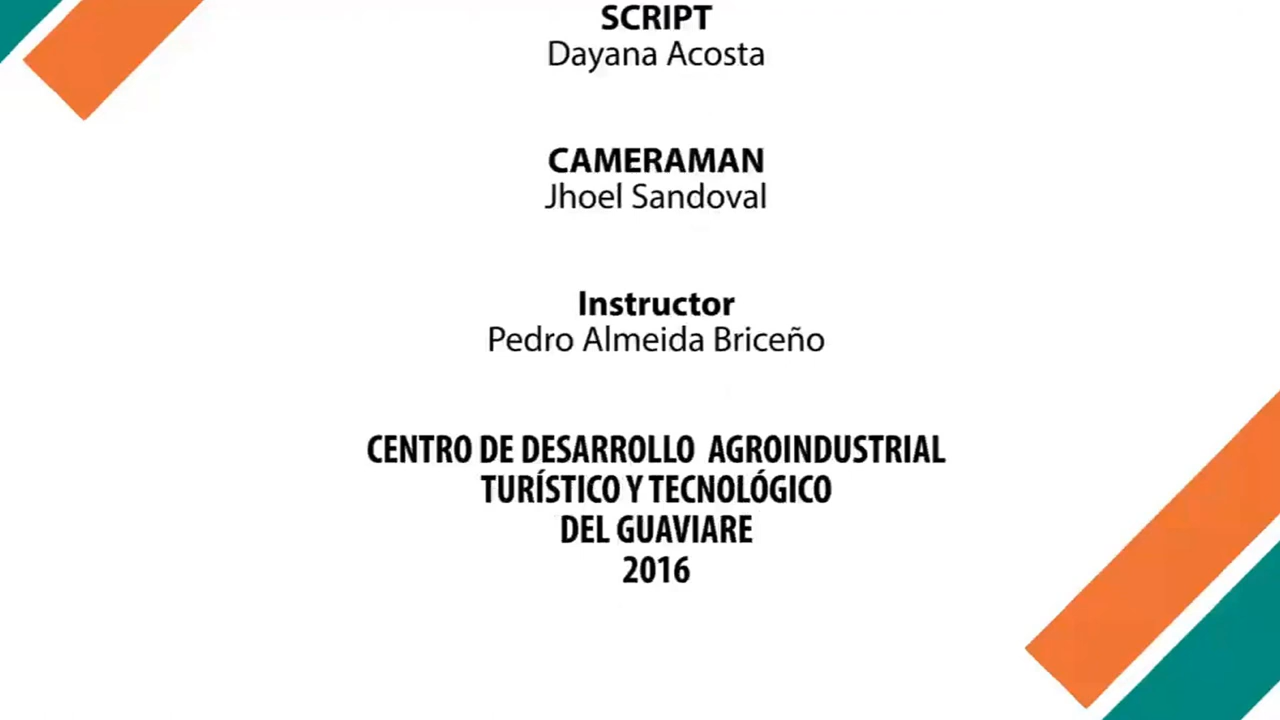 SCRIPT
Dayana Acosta
CAMERAMAN
Jhoel Sandoval
Instructor
Pedro Almeida Briceño
CENTRO DE DESARROLLO AGROINDUSTRIAL
TURÍSTICO Y TECNOLÓGICO
DEL GUAVIARE
2016